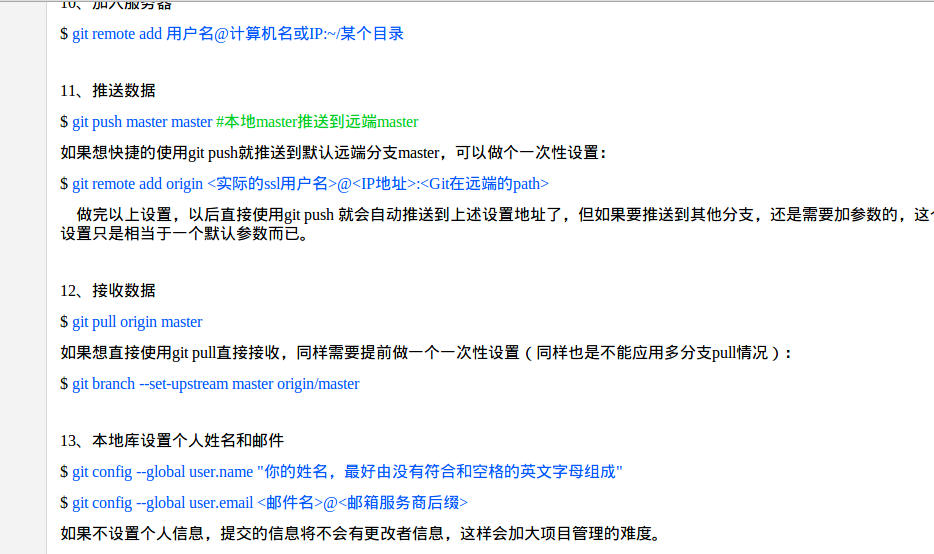 10、加入服务器
$ git remote add 用户名@计算机名或IP:~/某个目录
11、推送数据
$ git push master master #本地master推送到远端master
如果想快捷的使用git push就推送到默认远端分支master，可以做个一次性设置：
$ git remote add origin <实际的ssl用户名>@<IP地址>:<Git在远端的path>
做完以上设置，以后直接使用git push 就会自动推送到上述设置地址了，但如果要推送到其他分支，还是需要加参数的，这个
设置只是相当于一个默认参数而已。
12、接收数据
$ git pull origin master
如果想直接使用git pull直接接收，同样需要提前做一个一次性设置（同样也是不能应用多分支pull情况）：
$ git branch --set-upstream master origin/master
13、本地库设置个人姓名和邮件
$ git config --global user.name "你的姓名，最好由没有符合和空格的英文字母组成"
$ git config --global user.email <邮件名>@<邮箱服务商后缀>
如果不设置个人信息，提交的信息将不会有更改者信息，这样会加大项目管理的难度。